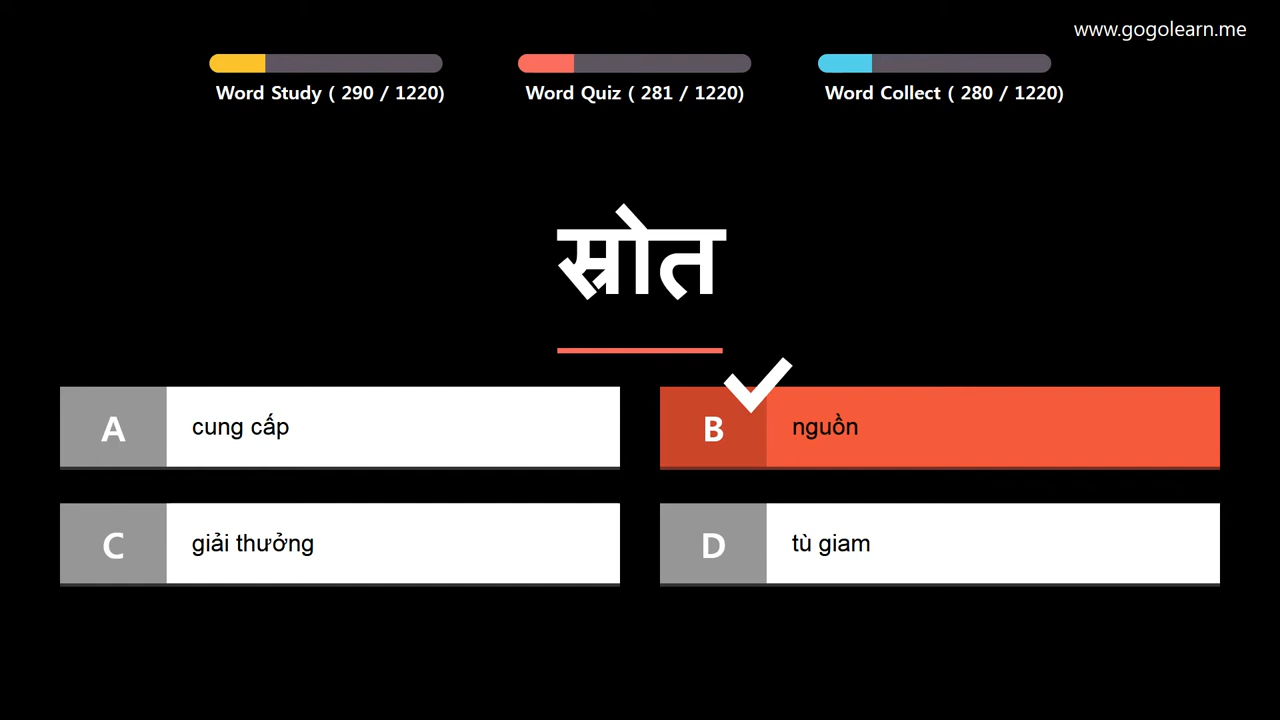 www.gogolearn.me
Word Study ( 290 / 1220)
Word Quiz ( 281 / 1220)
Word Collect ( 280 / 1220)
स्रोत
A cung cấp
B nguồn
C giải thưởng
D tù giam